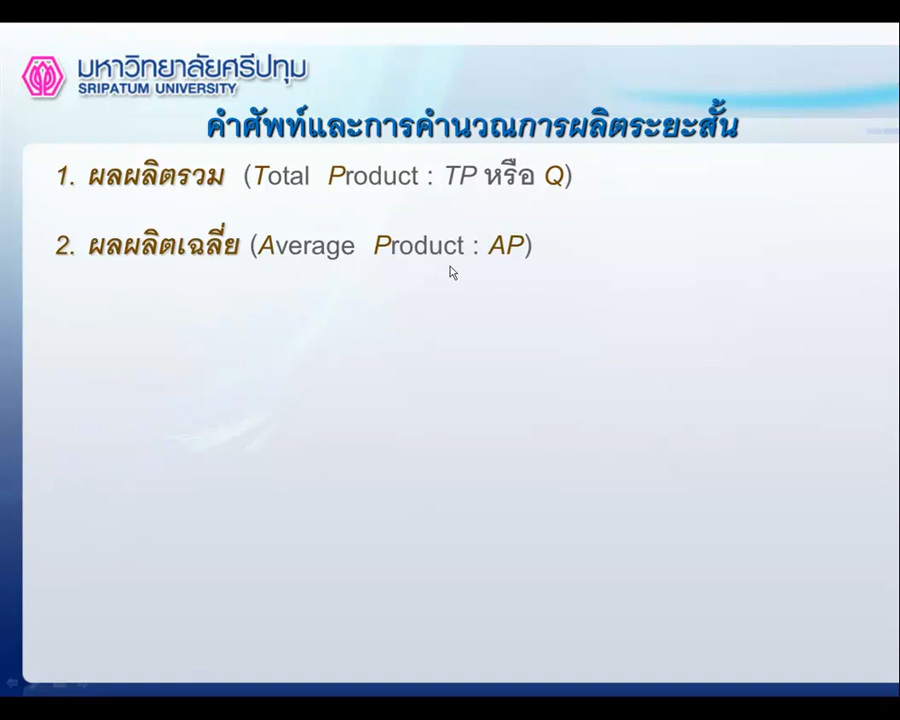 มหาวิทยาลัยศรีปทุม
SRIPATUM UNIVERSITY
คำศัพท์และการคำนวณการผลิตระยะสั้น
1. ผลผลิตรวม (Total Product : TP หรือ Q)
2. ผลผลิตเฉลี่ย (Average Product : AP)